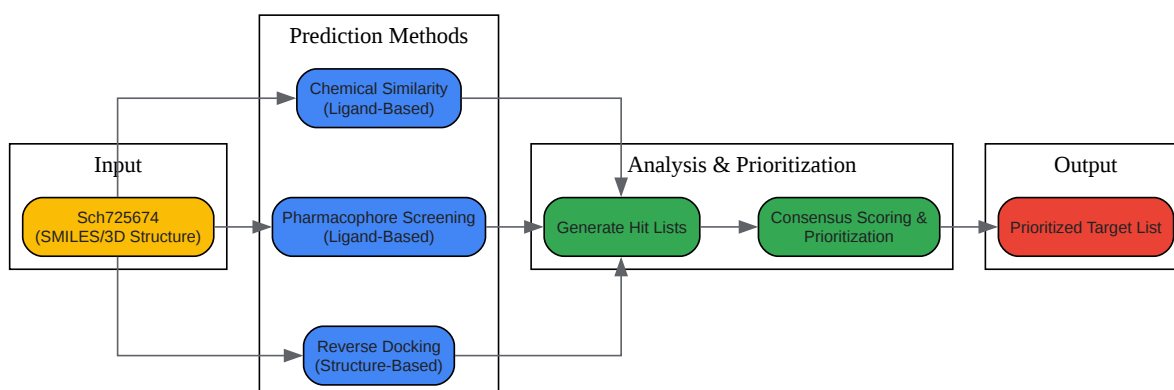 Input
Sch725674
(SMILES/3D Structure)
Prediction Methods
Chemical Similarity
(Ligand-Based)
Pharmacophore Screening
(Ligand-Based)
Reverse Docking
(Structure-Based)
Analysis & Prioritization
Generate Hit Lists
Consensus Scoring &
Prioritization
Output
Prioritized Target List